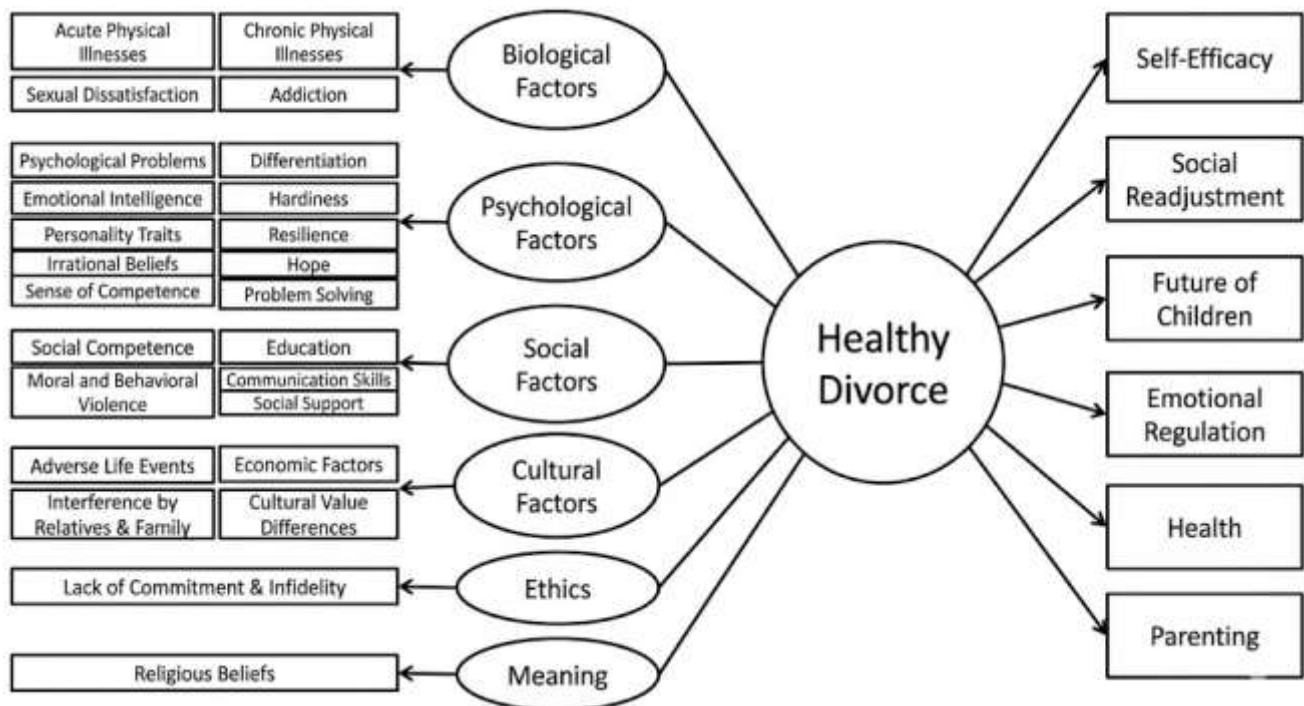 Acute Physical
Illnesses
Chronic Physical
Illnesses
Sexual Dissatisfaction
Addiction
Biological
Factors
Psychological Problems
Differentiation
Emotional Intelligence
Hardiness
Personality Traits
Resilience
Irrational Beliefs
Hope
Sense of Competence
Problem Solving
Psychological
Factors
Social Competence
Education
Moral and Behavioral
Violence
Communication Skills
Social Support
Social
Factors
Adverse Life Events
Economic Factors
Interference by
Relatives & Family
Cultural Value
Differences
Cultural
Factors
Lack of Commitment & Infidelity
Ethics
Religious Beliefs
Meaning
Healthy
Divorce
Self-Efficacy
Social
Readjustment
Future of
Children
Emotional
Regulation
Health
Parenting